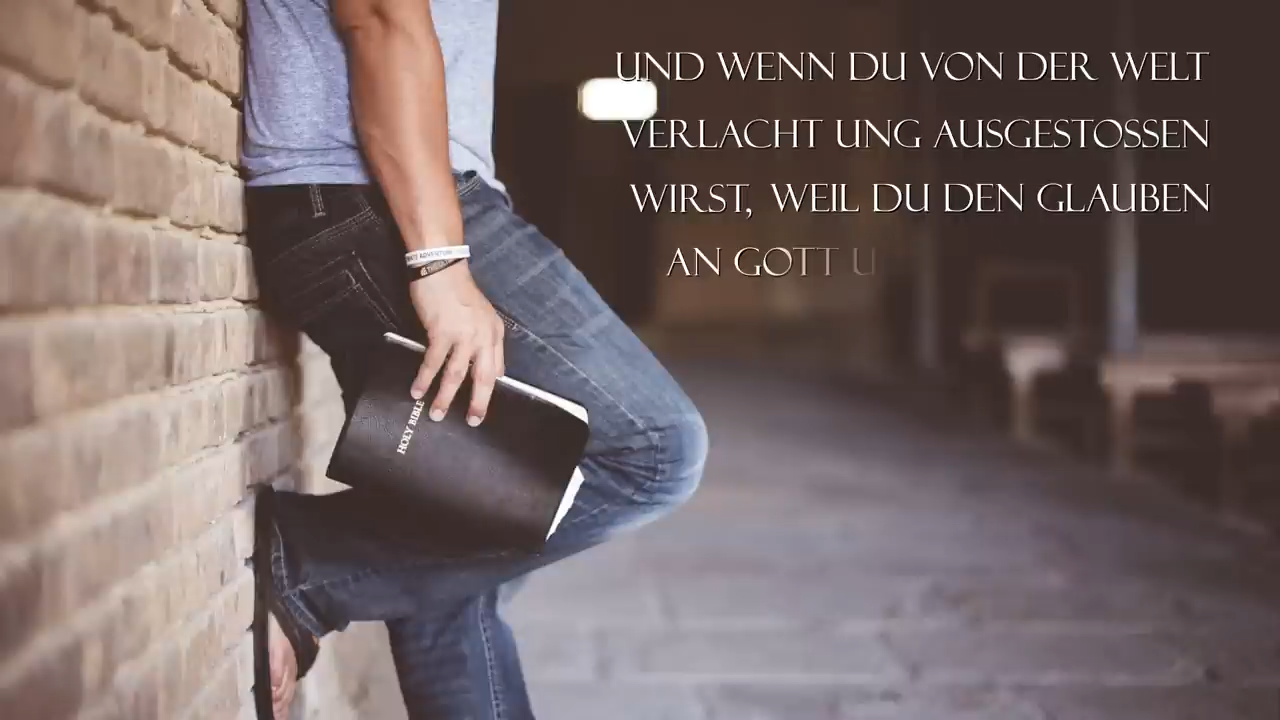 UND WENN DU VON DER WELT
VERLACHT UNG AUSGESTOSSEN
WIRST, WEIL DU DEN GLAUBEN
AN GOTT U
HOLY BIBLE